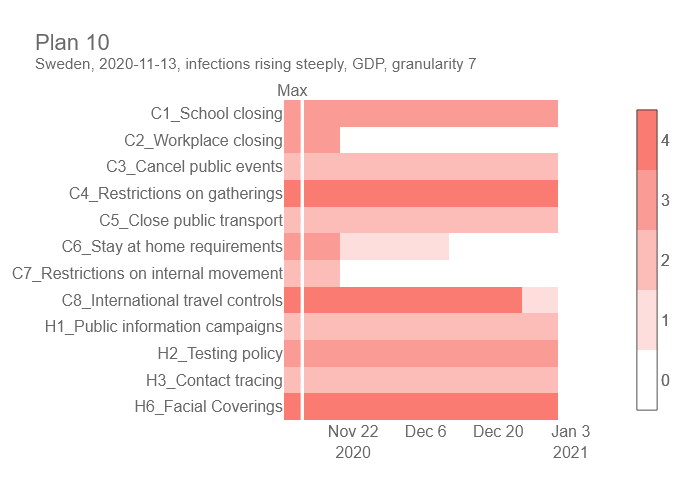 Plan 10
Sweden, 2020-11-13, infections rising steeply, GDP, granularity 7
Max
C1_School closing
C2_Workplace closing
C3_Cancel public events
C4_Restrictions on gatherings
C5_Close public transport
C6_Stay at home requirements
C7_Restrictions on internal movement
C8_International travel controls
H1_Public information campaigns
H2_Testing policy
H3_Contact tracing
H6_Facial Coverings
Nov 22 Dec 6 Dec 20 Jan 3
2020 2021
4
3
2
1
0